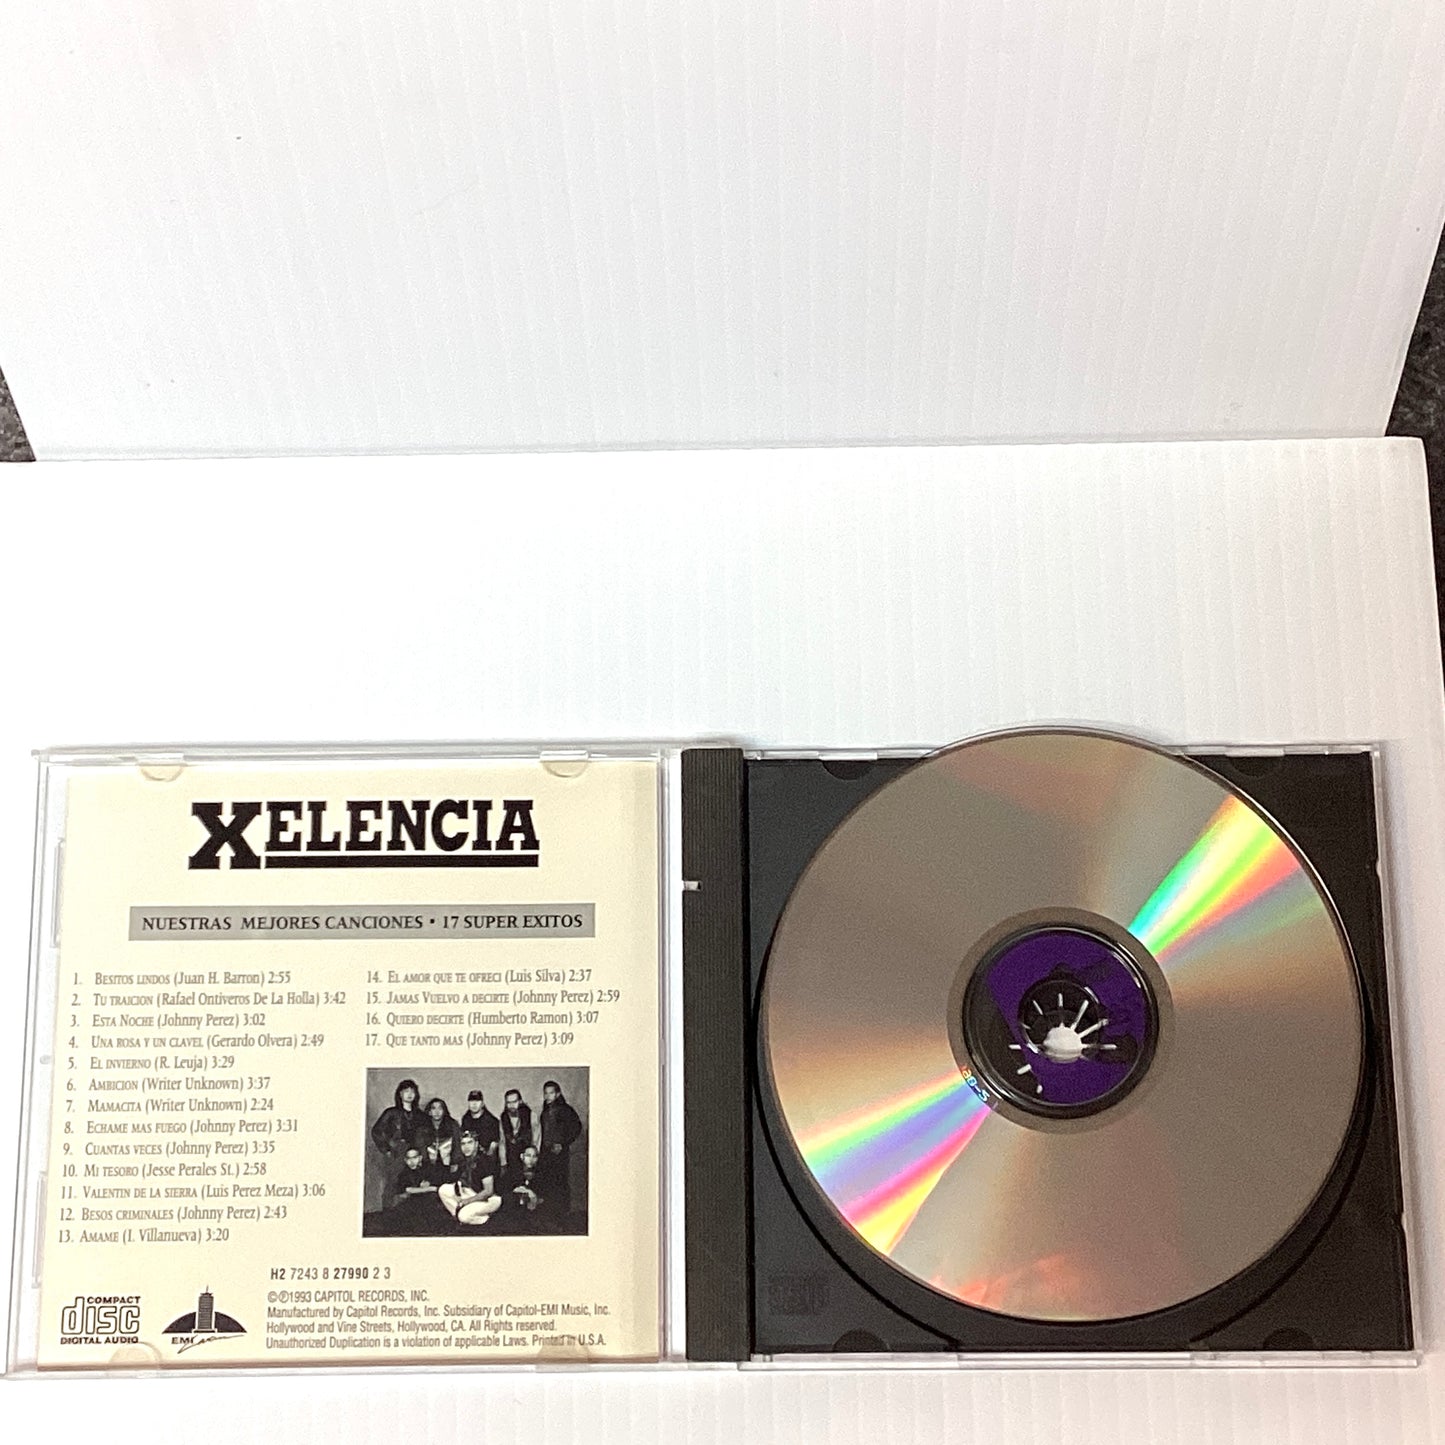 XELENCIA
NUESTRAS MEJORES CANCIONES ▪ 17 SUPER EXITOS
1. BESITOS LINDOS (Juan H. Barron) 2:55
2. TU TRAICION (Rafael Ontiveros De La Holla) 3:42
3. ESTA NOCHE (Johnny Perez) 3:02
4. UNA ROSA Y UN CLAVEL (Gerardo Olvera) 2:49
5. EL INVIERNO (R. Leuja) 3:29
6. AMBICION (Writer Unknown) 3:37
7. MAMACITA (Writer Unknown) 2:24
8. ECHAME MAS FUEGO (Johnny Perez) 3:31
9. CUANTAS VECES (Johnny Perez) 3:35
10. MI TESORO (Jesse Perales St.) 2:58
11. VALENTIN DE LA SIERRA (Luis Perez Meza) 3:06
12. BESOS CRIMINALES (Johnny Perez) 2:43
13. AMAME (I. Villanueva) 3:20
14. EL AMOR QUE TE OFRECI (Luis Silva) 2:37
15. JAMAS VUELVO A DECIRTE (Johnny Perez) 2:59
16. QUIERO DECIRTE (Humberto Ramon) 3:07
17. QUE TANTO MAS (Johnny Perez) 3:09
H2 7243 8 27990 2 3
©℗1993 CAPITOL RECORDS, INC.
Manufactured by Capitol Records, Inc. Subsidiary of Capitol-EMI Music, Inc.
Hollywood and Vine Streets, Hollywood, CA. All Rights reserved.
Unauthorized Duplication is a violation of applicable Laws. Printed in U.S.A.
COMPACT
disc
DIGITAL AUDIO
EMI Latin